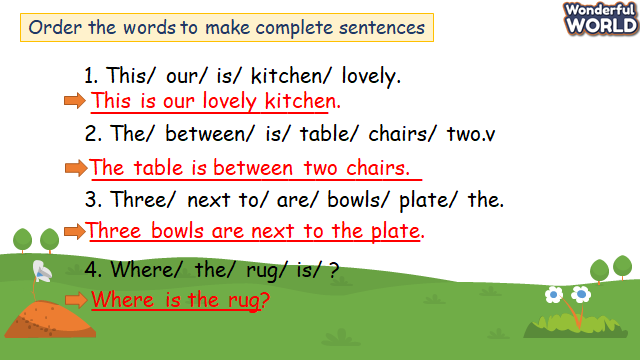 Wonderful
WORLD
Order the words to make complete sentences
1. This/ our/ is/ kitchen/ lovely.
This is our lovely kitchen.
2. The/ between/ is/ table/ chairs/ two.v
The table is between two chairs.
3. Three/ next to/ are/ bowls/ plate/ the.
Three bowls are next to the plate.
4. Where/ the/ rug/ is/ ?
Where is the rug?